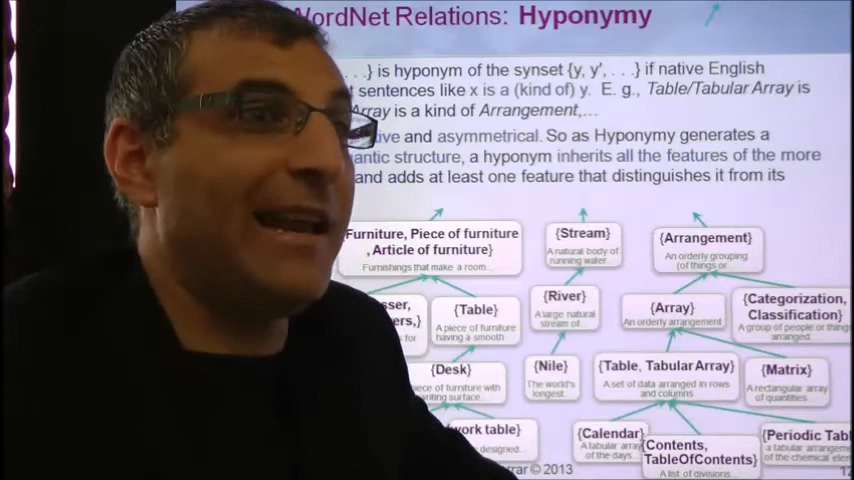 WordNet Relations: Hyponymy
. . .} is hyponym of the synset {y, y', . . .} if native English
sentences like x is a (kind of) y. E. g., Table/Tabular Array is
Array is a kind of Arrangement,...
and asymmetrical. So as Hyponymy generates a
structure, a hyponym inherits all the features of the more
and adds at least one feature that distinguishes it from its
Furniture, Piece of furniture
, Article of furniture}
Furnishings that make a room...
{Stream}
A natural body of
running water...
{Arrangement}
An orderly grouping
(of things or
{Table}
A piece of furniture
having a smooth
{River}
A large natural
stream of...
{Array}
An orderly arrangement
{Categorization,
Classification}
A group of people or things
arranged
{Desk}
piece of furniture with
writing surface...
{Nile}
The world's
longest
{Table, Tabular Array}
A set of data arranged in rows
and columns
{Matrix}
A rectangular array
of quantities
work table}
designed...
{Calendar}
A tabular array
of the days...
{Contents,
TableOfContents}
A list of divisions...
{Periodic Tab
a tabular arrangeme
of the chemical elem
© 2013
12